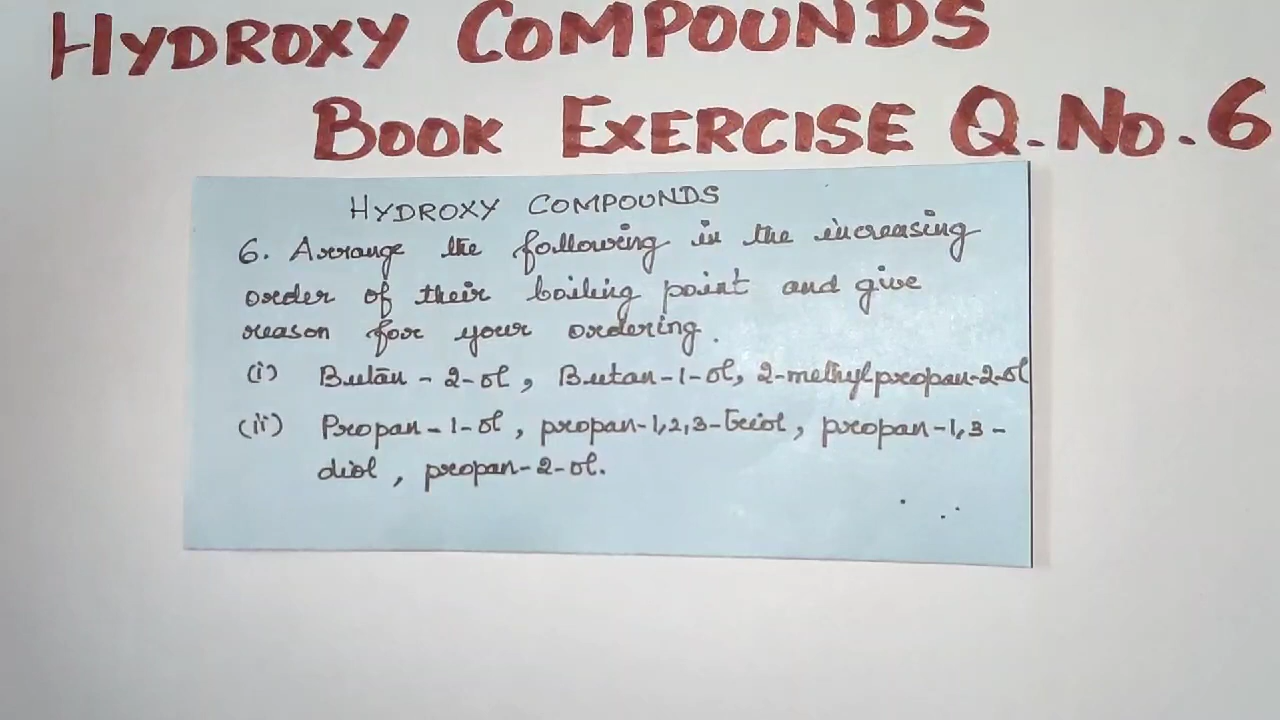 HYDROXY COMPOUNDS
BOOK EXERCISE Q.No.6
HYDROXY COMPOUNDS
6. Arrange the following in the increasing
order of their boiling point and give
reason for your ordering.
(i) Butan-2-ol, Butan-1-ol, 2-methylpropan-2-ol
(ii) Propan-1-ol, propan-1,2,3-triol, propan-1,3-
diol, propan-2-ol.